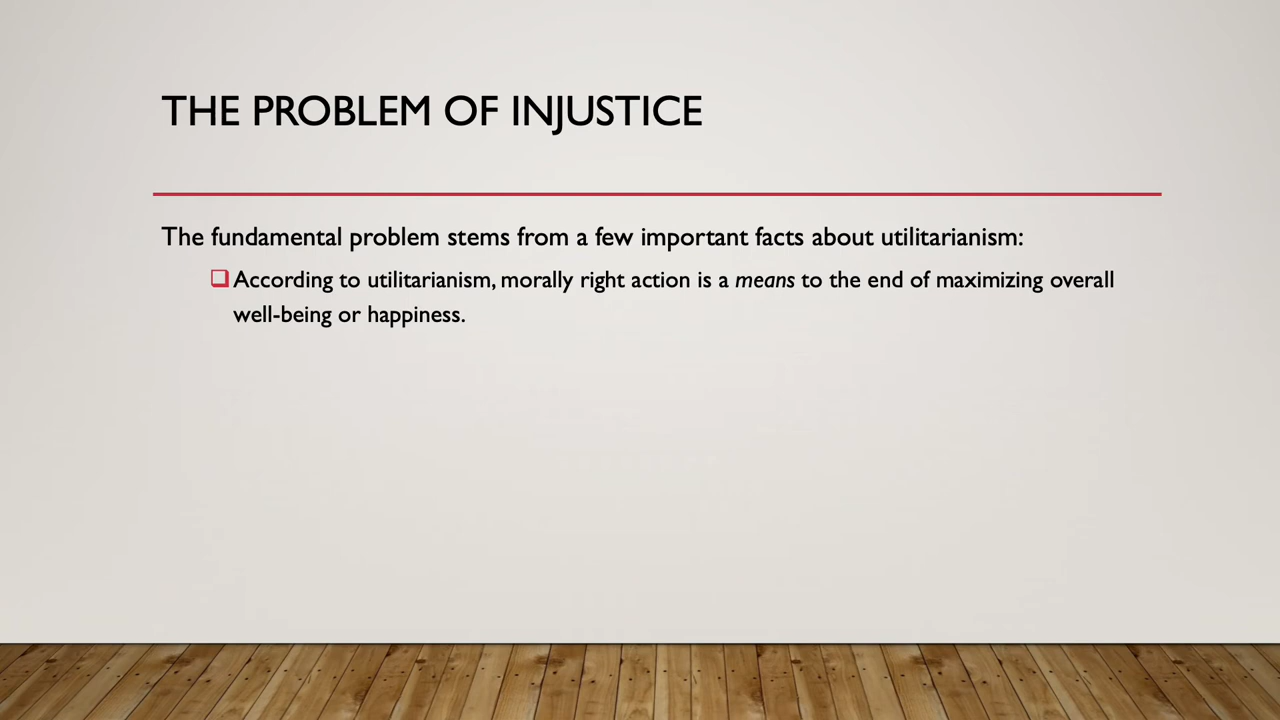 THE PROBLEM OF INJUSTICE
The fundamental problem stems from a few important facts about utilitarianism:
❑According to utilitarianism, morally right action is a means to the end of maximizing overall
well-being or happiness.